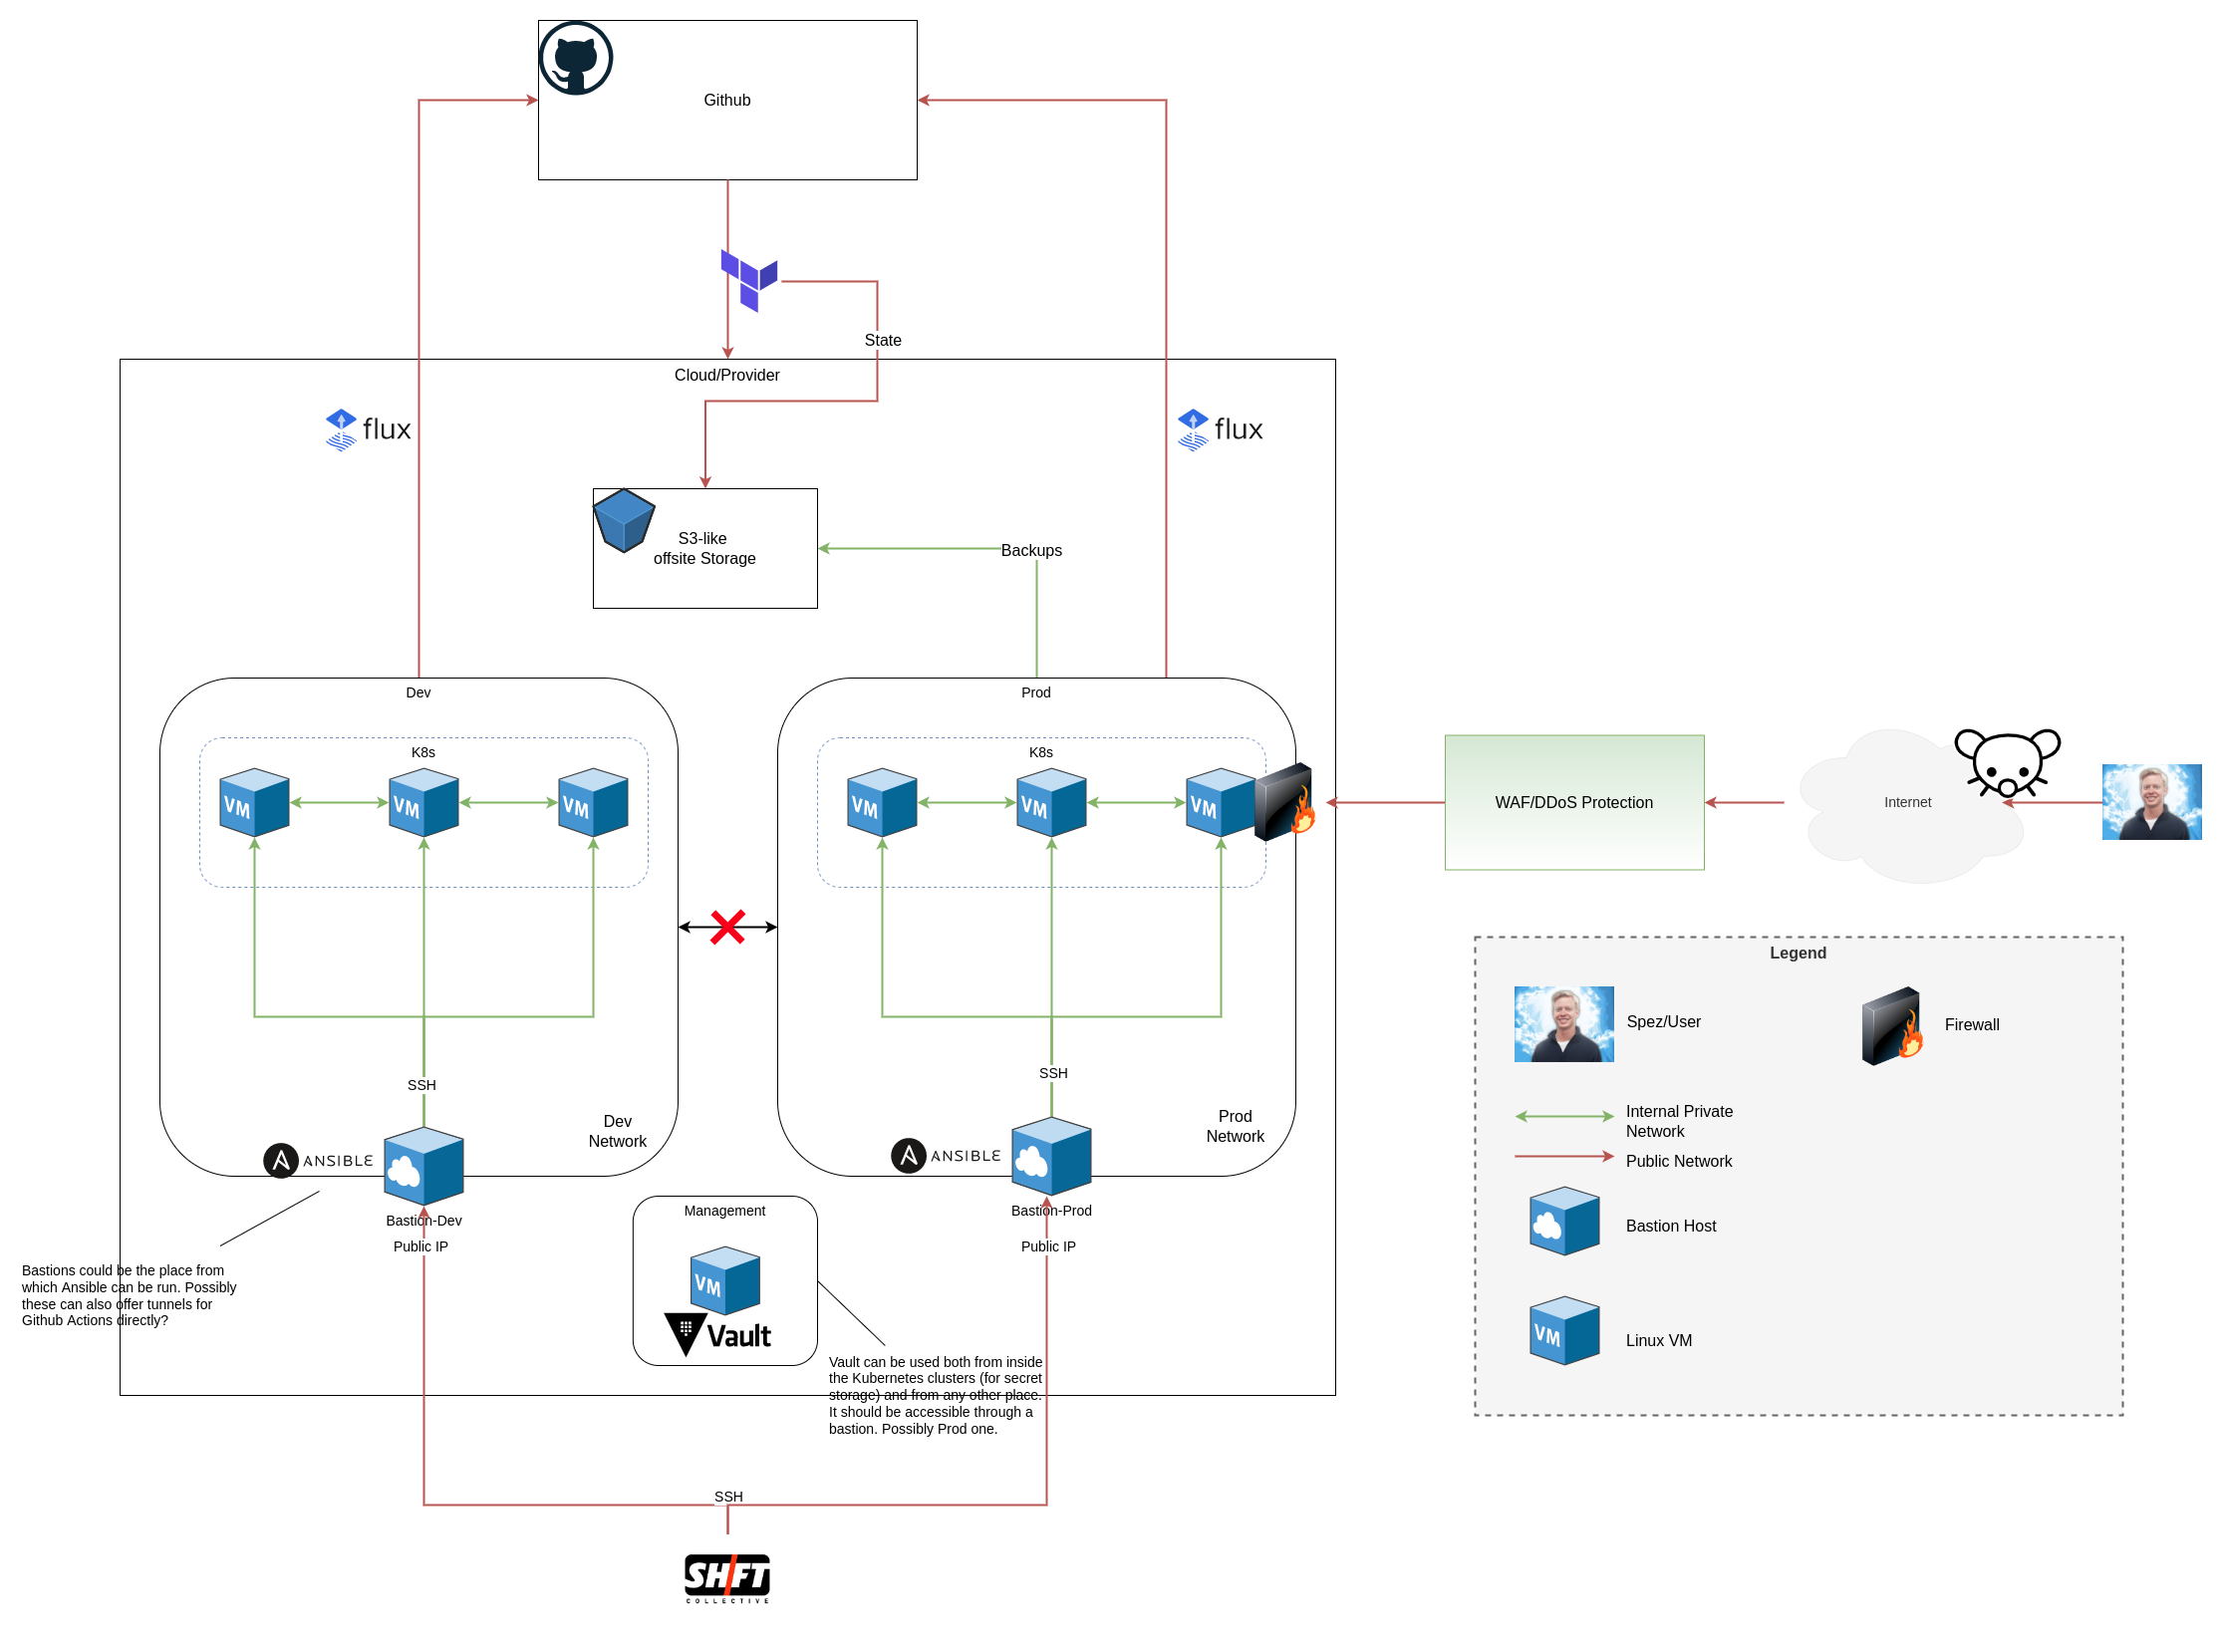 Github
State
Cloud/Provider
flux
flux
S3-like
offsite Storage
Backups
Dev
Prod
K8s
K8s
VM
VM
VM
VM
VM
VM
WAF/DDoS Protection
Internet
Legend
Spez/User
Firewall
SSH
SSH
Internal Private
Network
Public Network
Dev
Network
Prod
Network
ANSIBLE
ANSIBLE
Bastion-Dev
Public IP
Management
Bastion-Prod
Public IP
Bastion Host
VM
Vault
VM
Linux VM
Bastions could be the place from
which Ansible can be run. Possibly
these can also offer tunnels for
Github Actions directly?
Vault can be used both from inside
the Kubernetes clusters (for secret
storage) and from any other place.
It should be accessible through a
bastion. Possibly Prod one.
SSH
SHIFT
COLLECTIVE